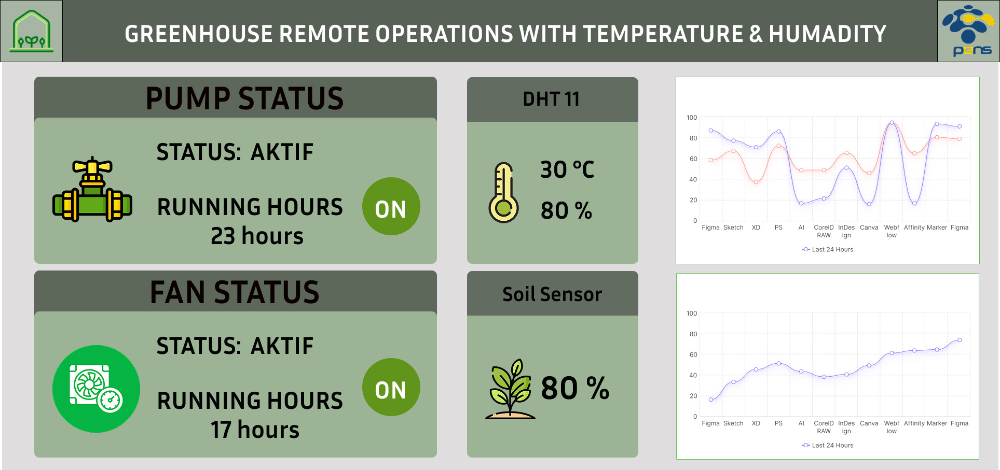 GREENHOUSE REMOTE OPERATIONS WITH TEMPERATURE & HUMADITY
pens
PUMP STATUS
STATUS: AKTIF
RUNNING HOURS
23 hours
ON
DHT 11
30 °C
80 %
100
80
60
40
20
0
Figma Sketch XD PS AI CorelD RAW InDes ign Canva Webf low Affinity Marker Figma
Last 24 Hours
FAN STATUS
STATUS: AKTIF
RUNNING HOURS
17 hours
ON
Soil Sensor
80 %
100
80
60
40
20
0
Figma Sketch XD PS AI CorelD RAW InDes ign Canva Webf low Affinity Marker Figma
Last 24 Hours